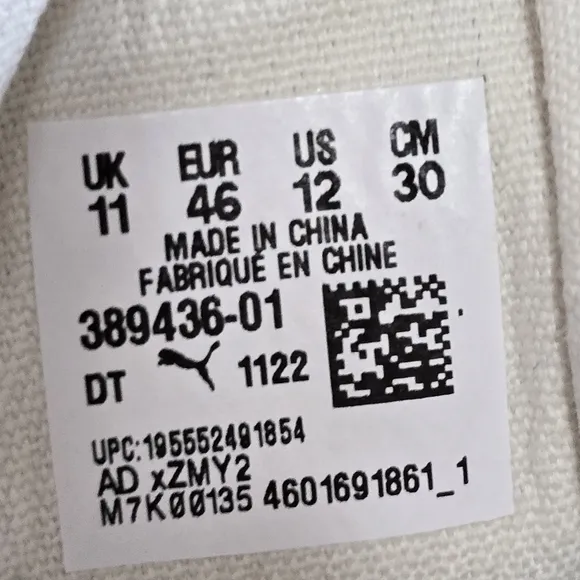 UK EUR US CM
11 46 12 30
MADE IN CHINA
FABRIQUÉ EN CHINE
389436-01
DT 1122
UPC:195552491854
AD xZMY2
M7K00135 4601691861_1